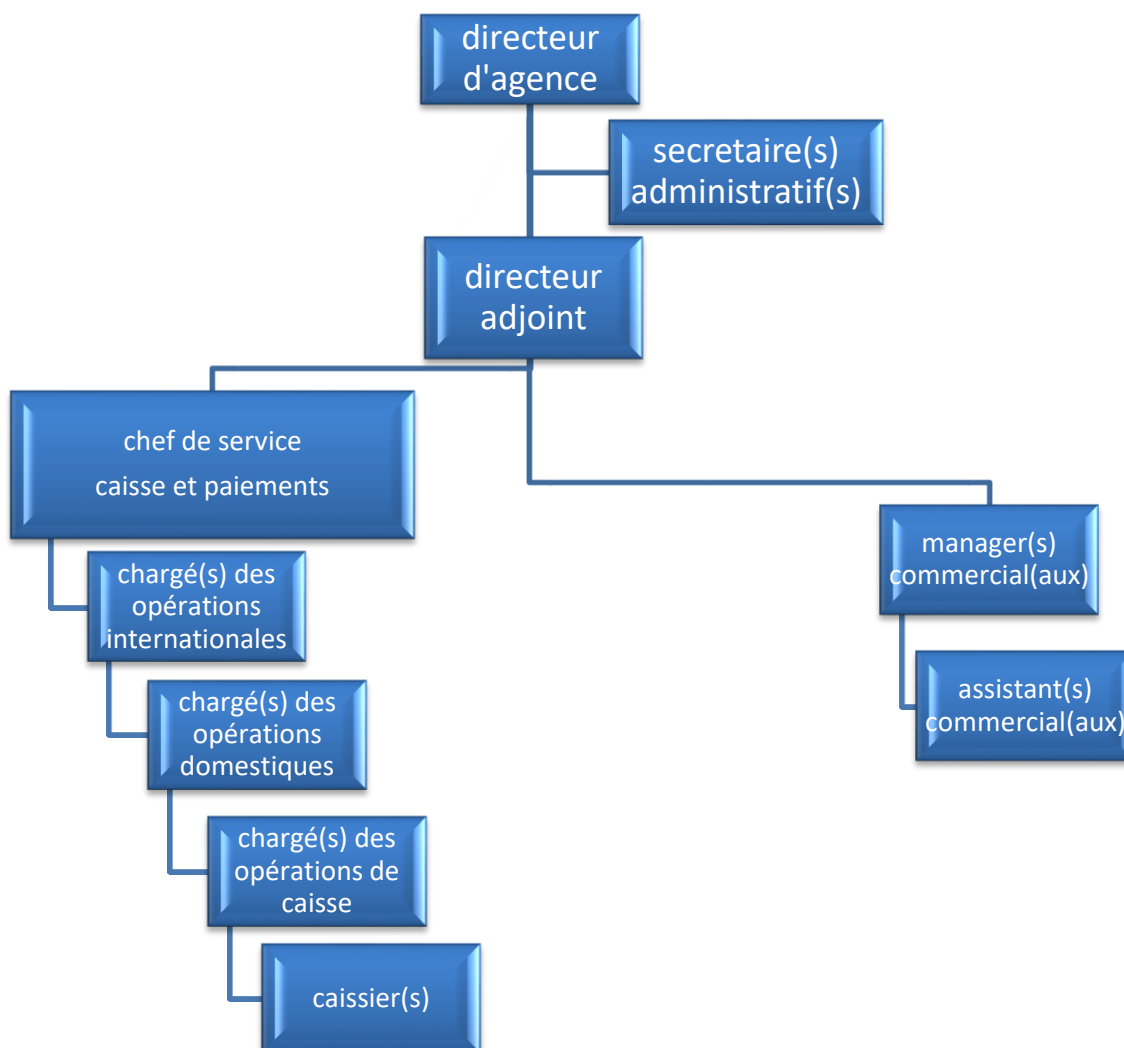 directeur
d'agence
secretaire(s)
administratif(s)
directeur
adjoint
chef de service
caisse et paiements
chargé(s) des
opérations
internationales
chargé(s) des
opérations
domestiques
chargé(s) des
opérations de
caisse
caissier(s)
manager(s)
commercial(aux)
assistant(s)
commercial(aux)